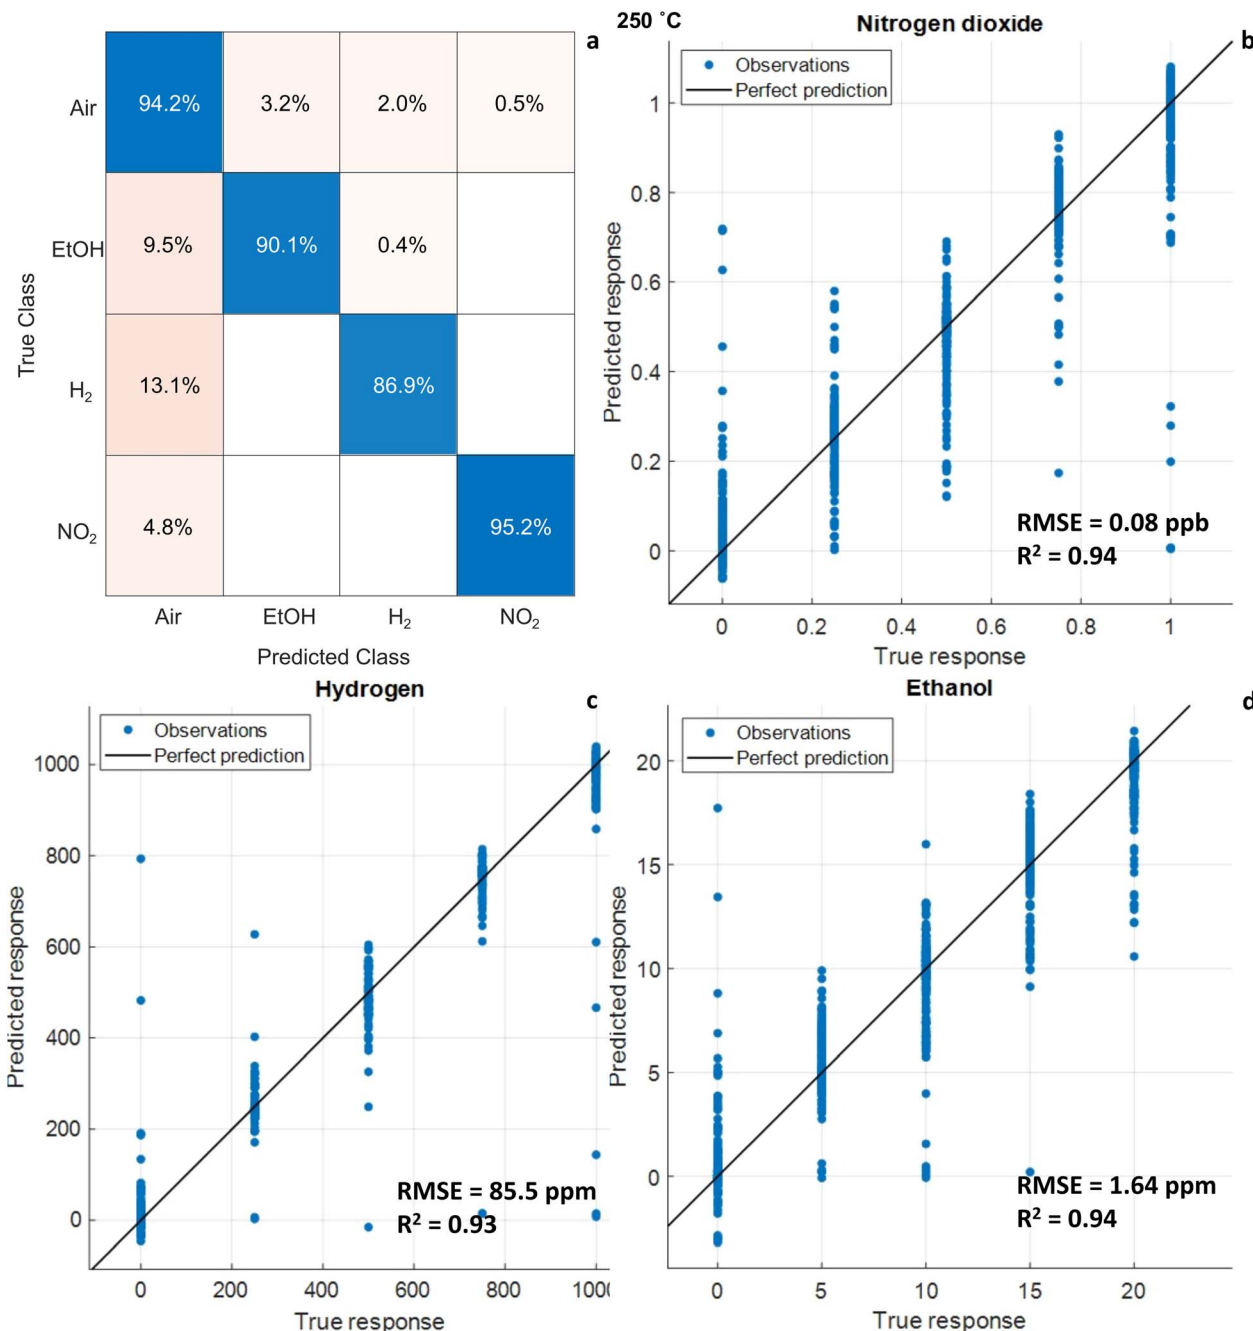 250 ˚C
a
Air
94.2%
3.2%
2.0%
0.5%
EtOH
9.5%
90.1%
0.4%
H₂
13.1%
86.9%
NO₂
4.8%
95.2%
True Class
Air
EtOH
H₂
NO₂
Predicted Class
Nitrogen dioxide
b
Observations
Perfect prediction
1
0.8
0.6
0.4
0.2
0
Predicted response
RMSE = 0.08 ppb
R² = 0.94
0
0.2
0.4
0.6
0.8
1
True response
Hydrogen
c
Observations
Perfect prediction
1000
800
600
400
200
0
Predicted response
RMSE = 85.5 ppm
R² = 0.93
0
200
400
600
800
1000
True response
Ethanol
d
Observations
Perfect prediction
20
15
10
5
0
Predicted response
RMSE = 1.64 ppm
R² = 0.94
0
5
10
15
20
True response